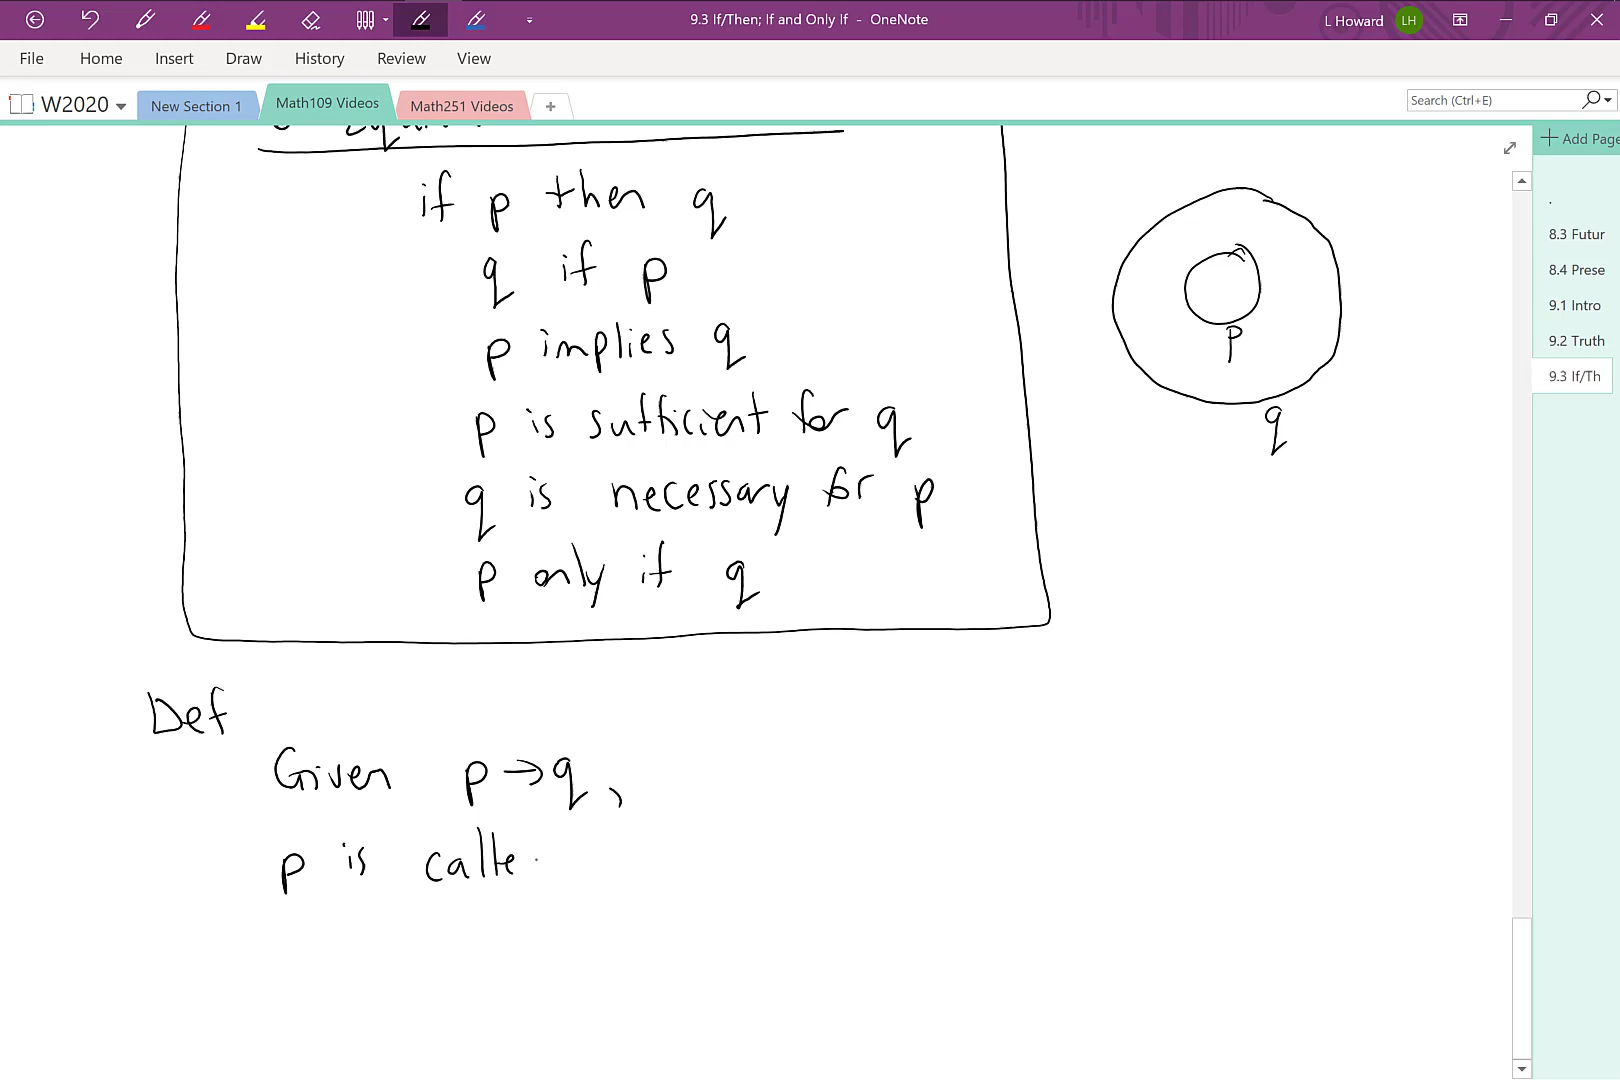 9.3 If/Then; If and Only If - OneNote
L Howard LH
File Home Insert Draw History Review View
W2020 New Section 1 Math109 Videos Math251 Videos
Search (Ctrl+E)
Add Page
8.3 Futur
8.4 Prese
9.1 Intro
9.2 Truth
9.3 If/Th
if p then q
q if p
p implies q
p is sufficient for q
q is necessary for p
p only if q
p
q
Def
Given p → q,
p is calle